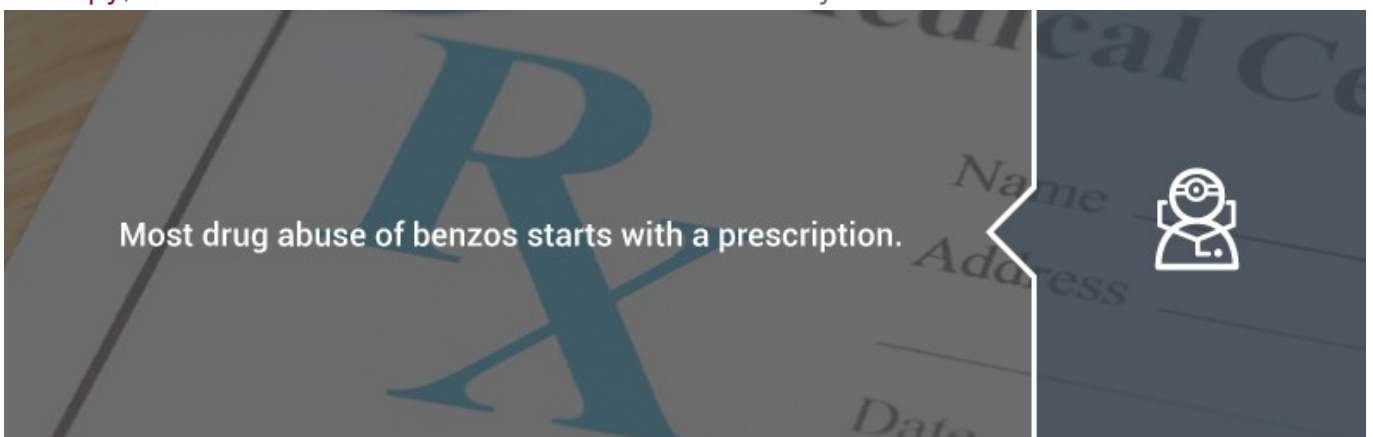 Medical Ce
RX
Name
Most drug abuse of benzos starts with a prescription.
Address
Date